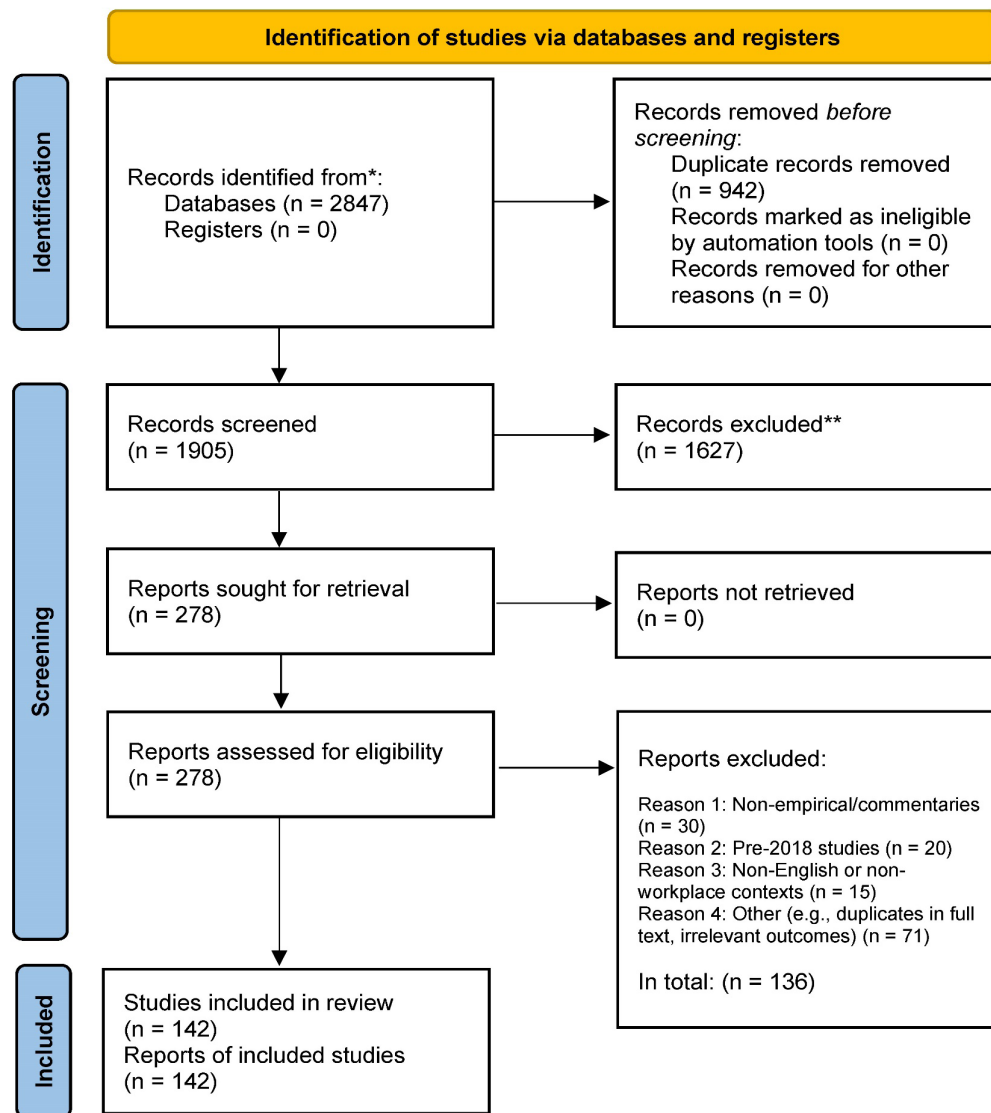 Identification of studies via databases and registers
Identification
Records identified from*:
Databases (n = 2847)
Registers (n = 0)
Records removed before
screening:
Duplicate records removed
(n = 942)
Records marked as ineligible
by automation tools (n = 0)
Records removed for other
reasons (n = 0)
Screening
Records screened
(n = 1905)
Records excluded**
(n = 1627)
Reports sought for retrieval
(n = 278)
Reports not retrieved
(n = 0)
Reports assessed for eligibility
(n = 278)
Reports excluded:
Reason 1: Non-empirical/commentaries
(n = 30)
Reason 2: Pre-2018 studies (n = 20)
Reason 3: Non-English or non-
workplace contexts (n = 15)
Reason 4: Other (e.g., duplicates in full
text, irrelevant outcomes) (n = 71)
In total: (n = 136)
Included
Studies included in review
(n = 142)
Reports of included studies
(n = 142)